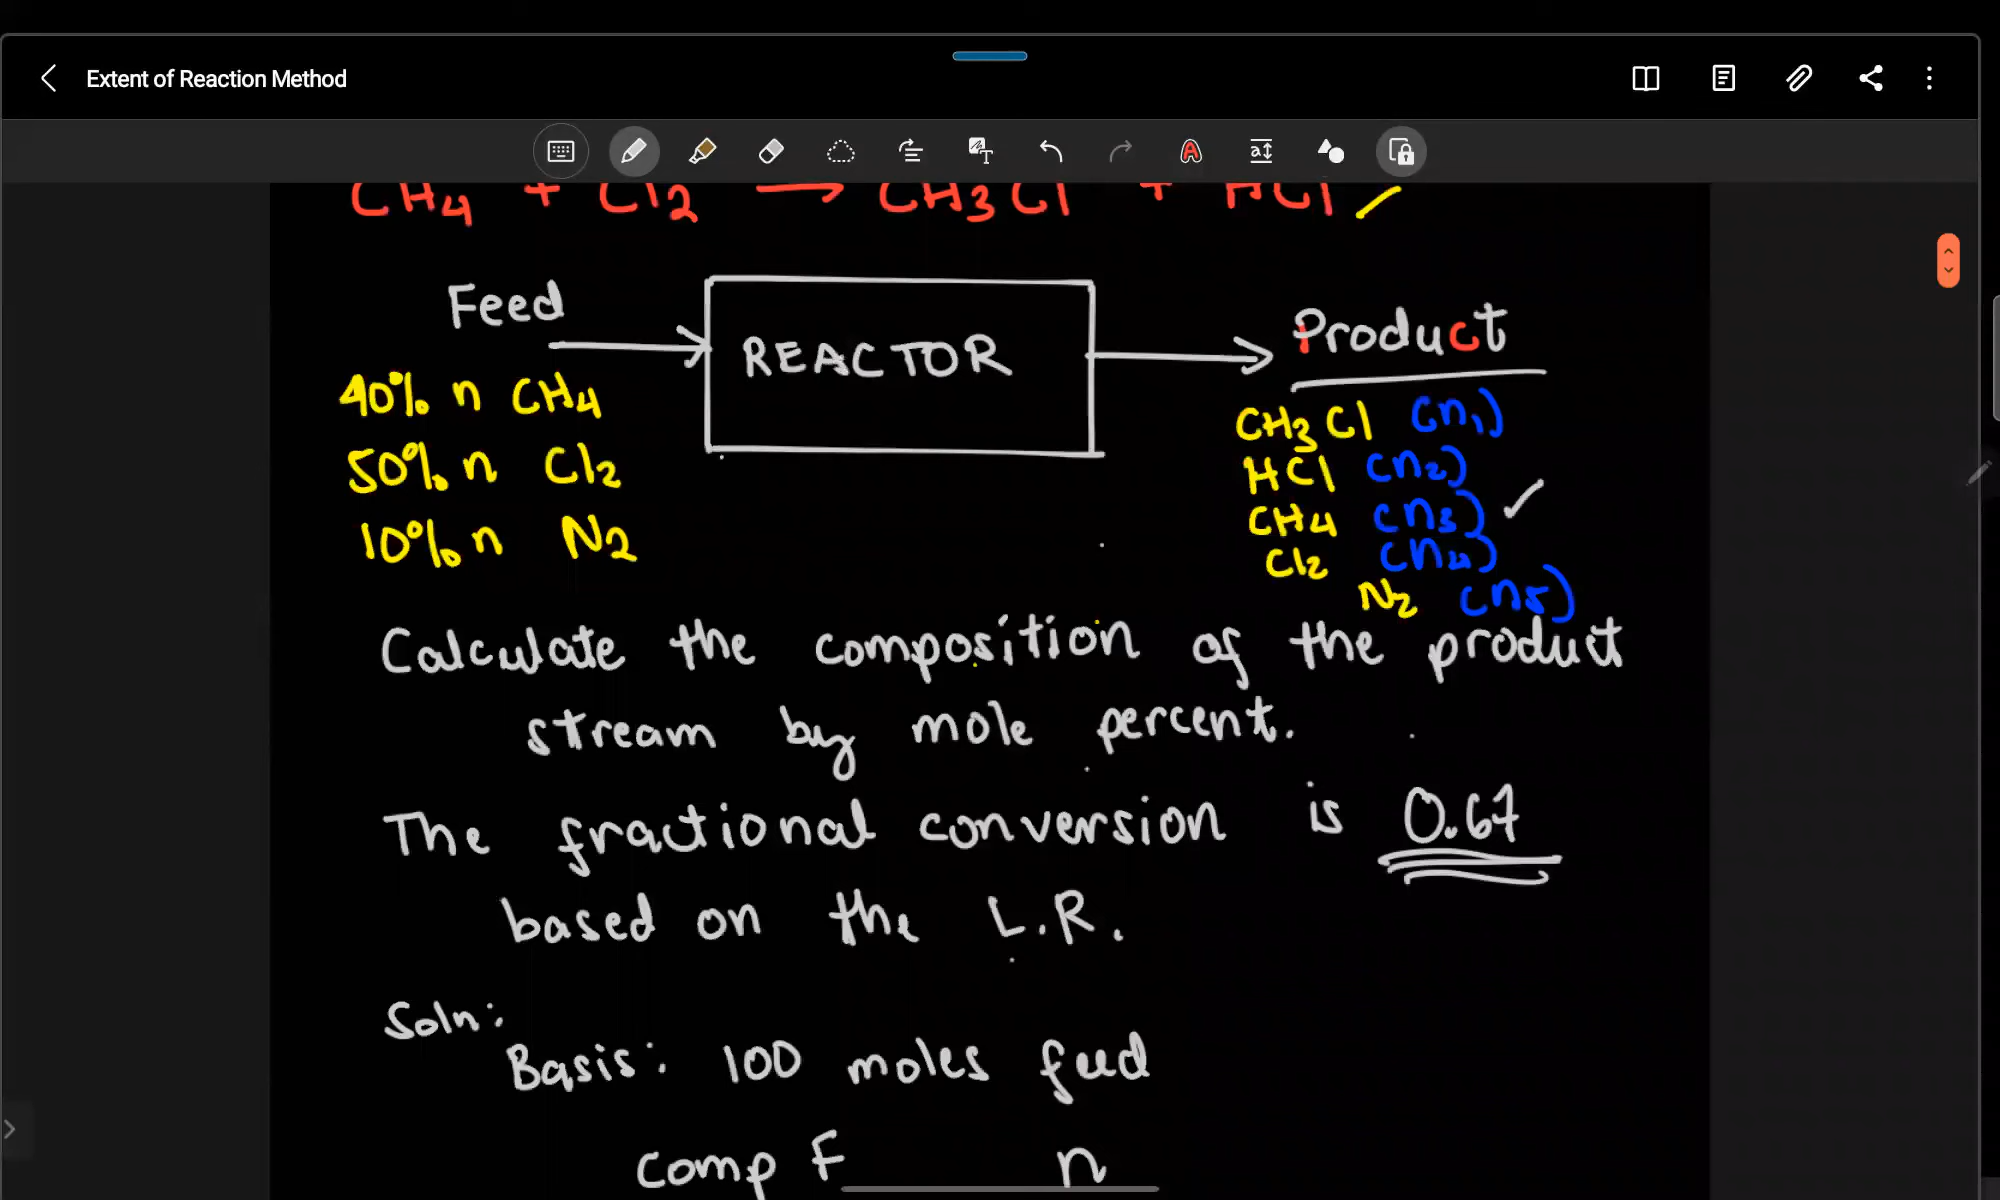 Extent of Reaction Method
CH4 + Cl2 → CH3Cl + HCl
Feed
REACTOR
Product
40% n CH4
50% n Cl2
10% n N2
CH3Cl (n1)
HCl (n2)
CH4 (n3) ✓
Cl2 (n4)
N2 (n5)
Calculate the composition of the product
stream by mole percent.
The fractional conversion is 0.67
based on the L.R.
Soln:
Basis: 100 moles feed
Comp F n